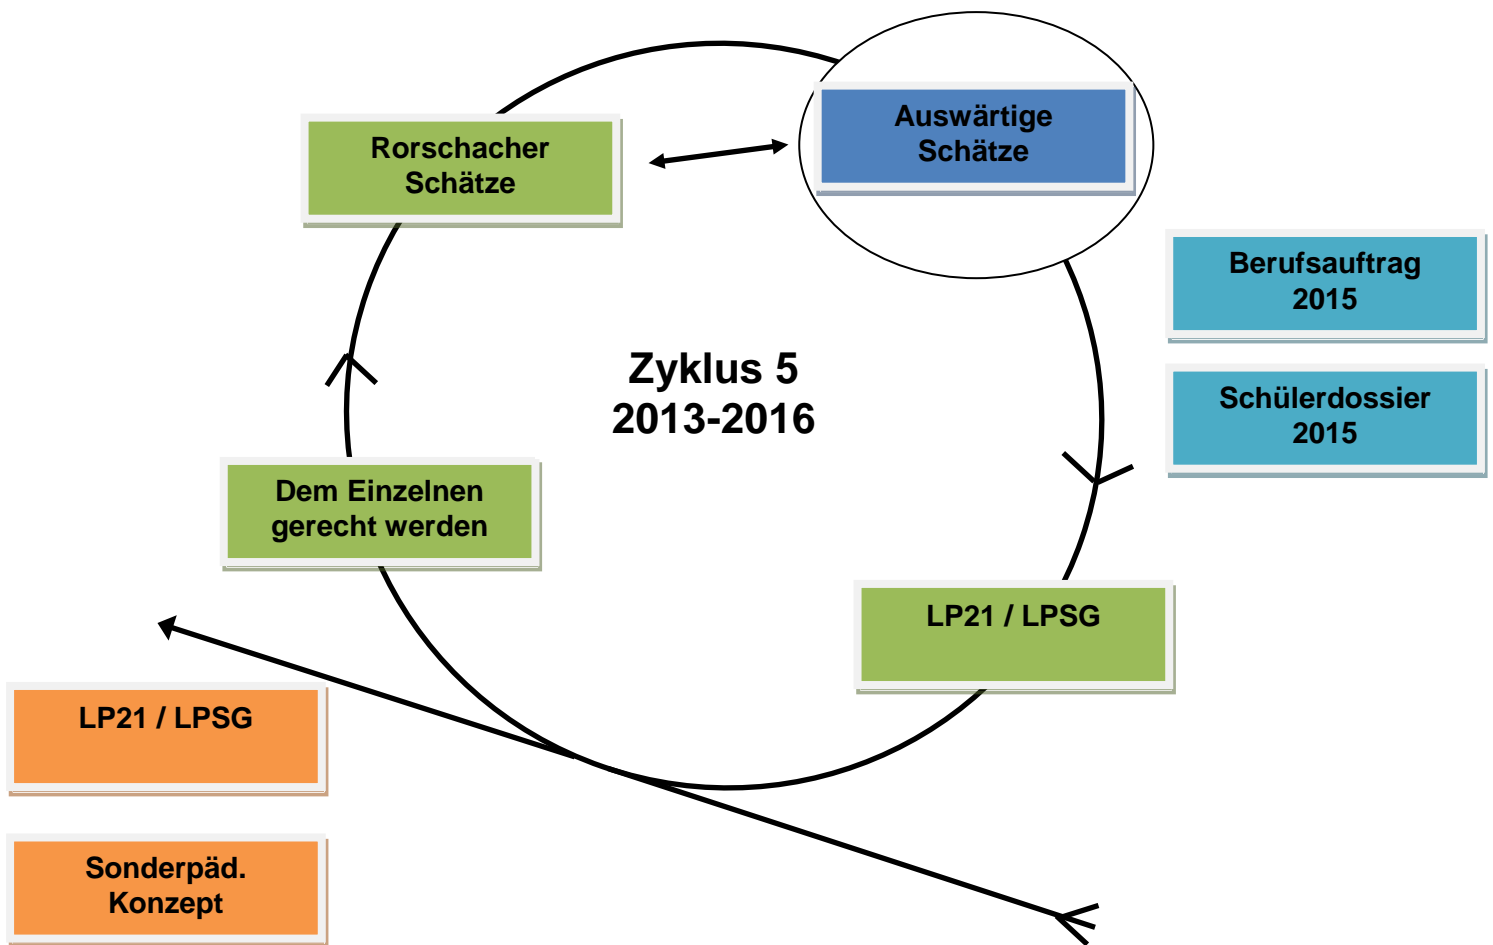 Rorschacher
Schätze
Auswärtige
Schätze
Berufsauftrag
2015
Zyklus 5
2013-2016
Schülerdossier
2015
Dem Einzelnen
gerecht werden
LP21 / LPSG
LP21 / LPSG
Sonderpäd.
Konzept